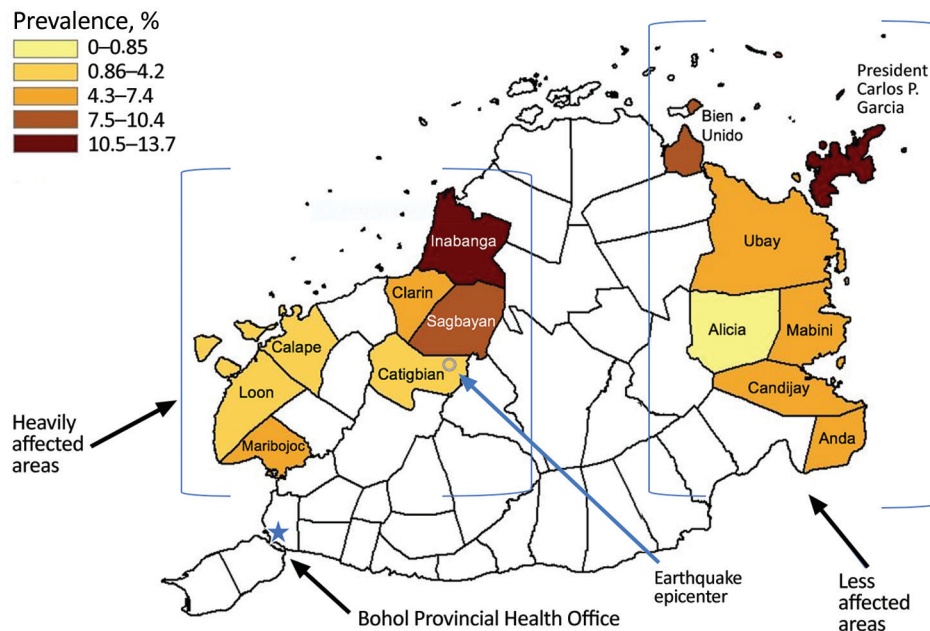 Prevalence, %
0–0.85
0.86–4.2
4.3–7.4
7.5–10.4
10.5–13.7
President
Carlos P.
Garcia
Bien
Unido
Inabanga
Ubay
Clarin
Sagbayan
Alicia
Mabini
Calape
Catigbian
Loon
Candijay
Heavily
affected
areas
Maribojoc
Anda
Earthquake
epicenter
Less
affected
areas
Bohol Provincial Health Office